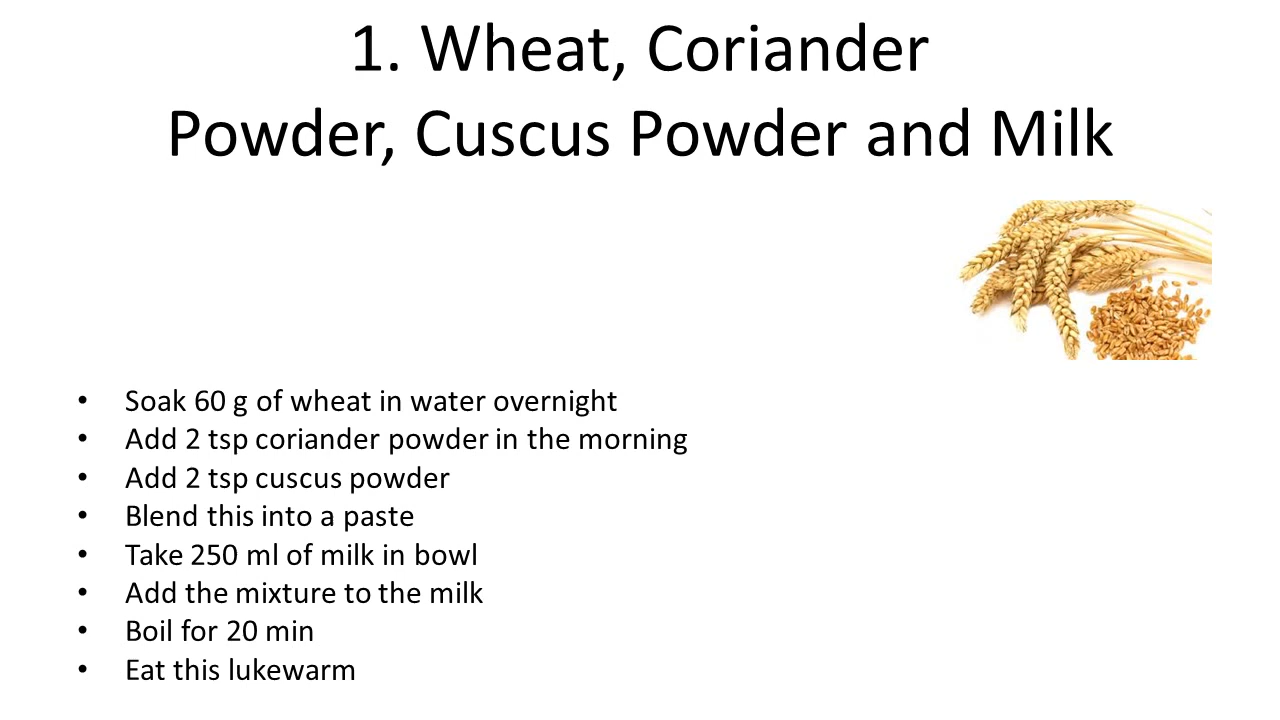 1. Wheat, Coriander
Powder, Cuscus Powder and Milk
• Soak 60 g of wheat in water overnight
• Add 2 tsp coriander powder in the morning
• Add 2 tsp cuscus powder
• Blend this into a paste
• Take 250 ml of milk in bowl
• Add the mixture to the milk
• Boil for 20 min
• Eat this lukewarm